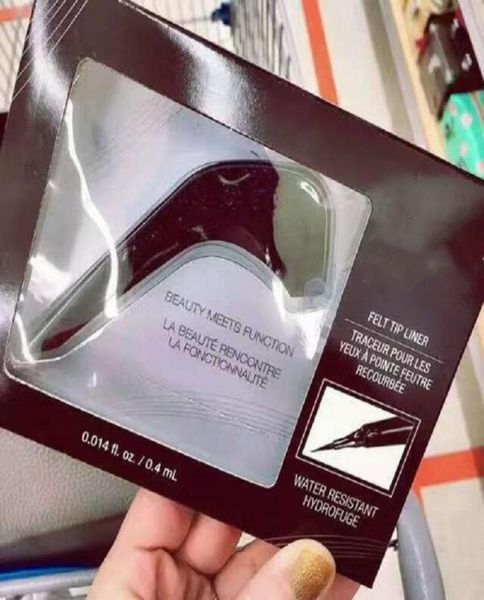 BEAUTY MEETS FUNCTION
LA BEAUTÉ RENCONTRE
LA FONCTIONNALITÉ
FELT TIP LINER
TRACEUR POUR LES
YEUX À POINTE FEUTRE
RECOURBÉE
0.014 fl. oz. / 0.4 mL
WATER RESISTANT
HYDROFUGE